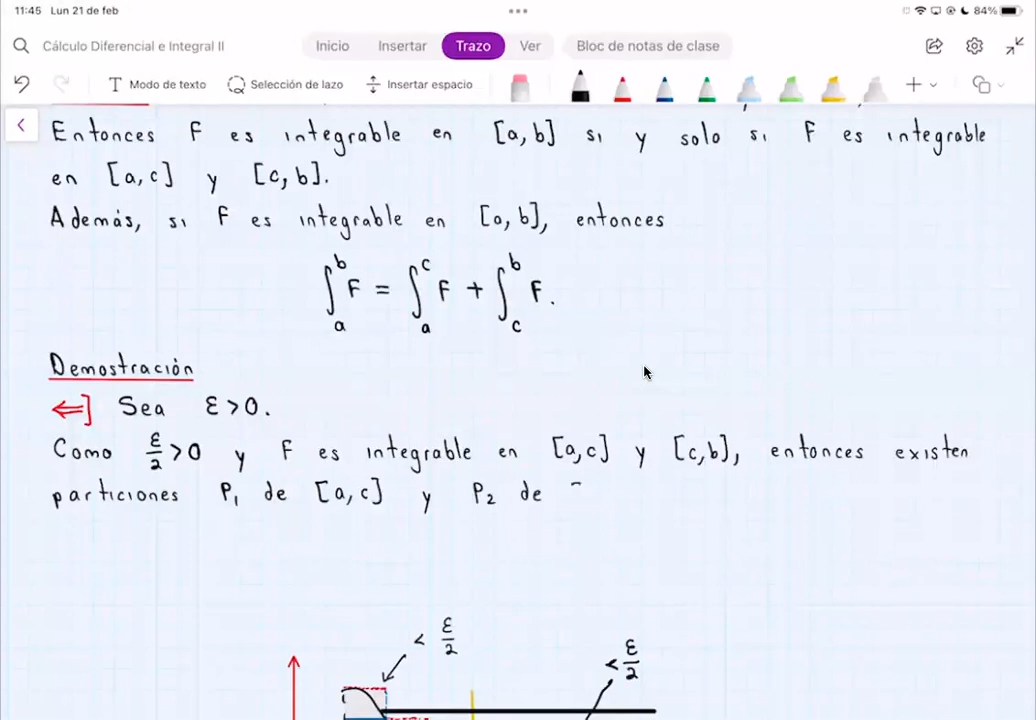 11:45 Lun 21 de feb
84%
Cálculo Diferencial e Integral II
Inicio Insertar Trazo Ver Bloc de notas de clase
Modo de texto Selección de lazo Insertar espacio
Entonces F es integrable en [a,b] si y solo si F es integrable
en [a,c] y [c,b].
Además, si F es integrable en [a,b], entonces
∫_a^b F = ∫_a^c F + ∫_c^b F.
Demostración
⇐] Sea ε>0.
Como ε/2 >0 y F es integrable en [a,c] y [c,b], entonces existen
particiones P₁ de [a,c] y P₂ de
< ε/2
< ε/2